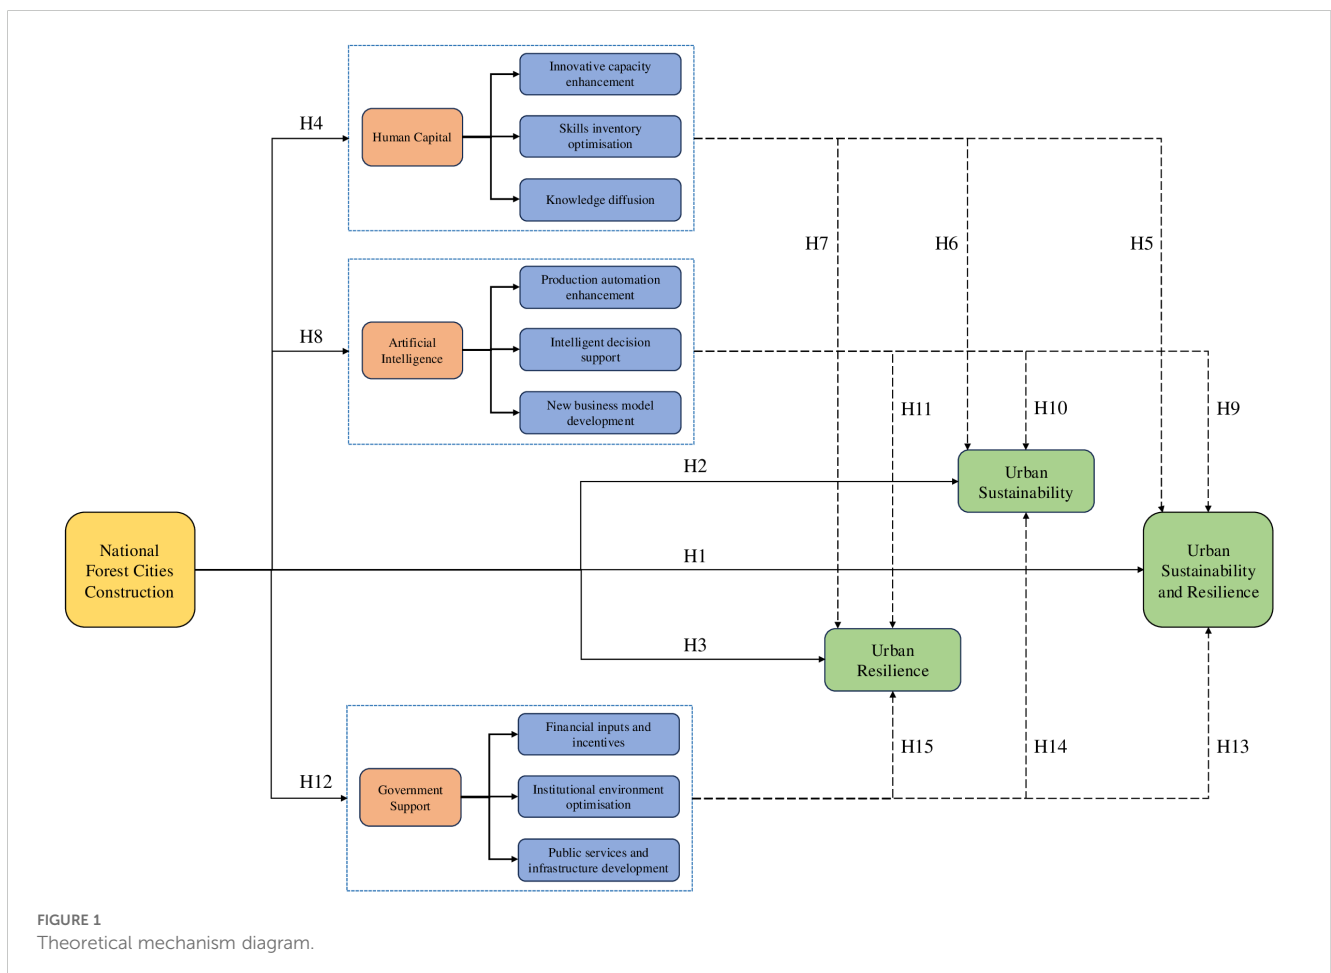 Innovative capacity
enhancement
H4
Human Capital
Skills inventory
optimisation
Knowledge diffusion
H7
H6
H5
Production automation
enhancement
H8
Artificial
Intelligence
Intelligent decision
support
New business model
development
H11
H10
H9
H2
Urban
Sustainability
National
Forest Cities
Construction
H1
Urban
Sustainability
and Resilience
H3
Urban
Resilience
Financial inputs and
incentives
H15
H14
H13
H12
Government
Support
Institutional environment
optimisation
Public services and
infrastructure development
FIGURE 1
Theoretical mechanism diagram.